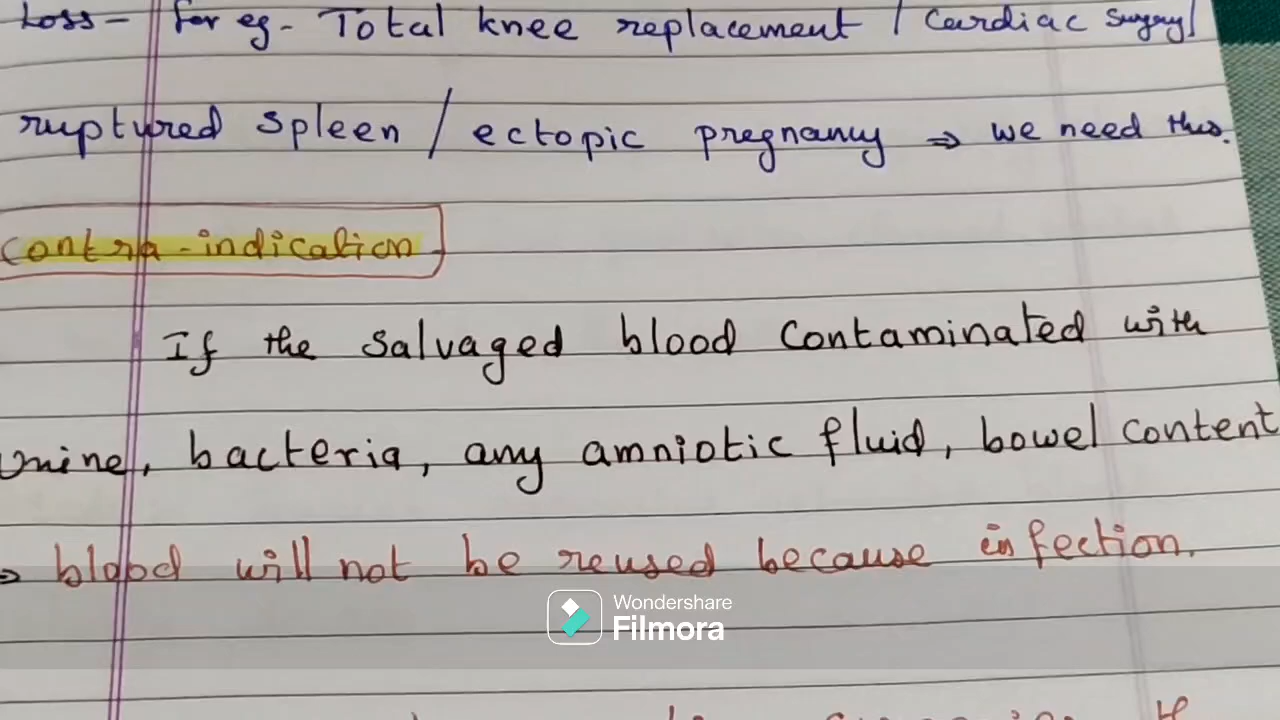 Loss- for eg- Total knee replacement / Cardiac surgery/
ruptured spleen / ectopic pregnancy ⇒ we need this.
contra-indication
If the salvaged blood contaminated with
urine, bacteria, any amniotic fluid, bowel content
⇒ blood will not be reused because infection.
Wondershare
Filmora